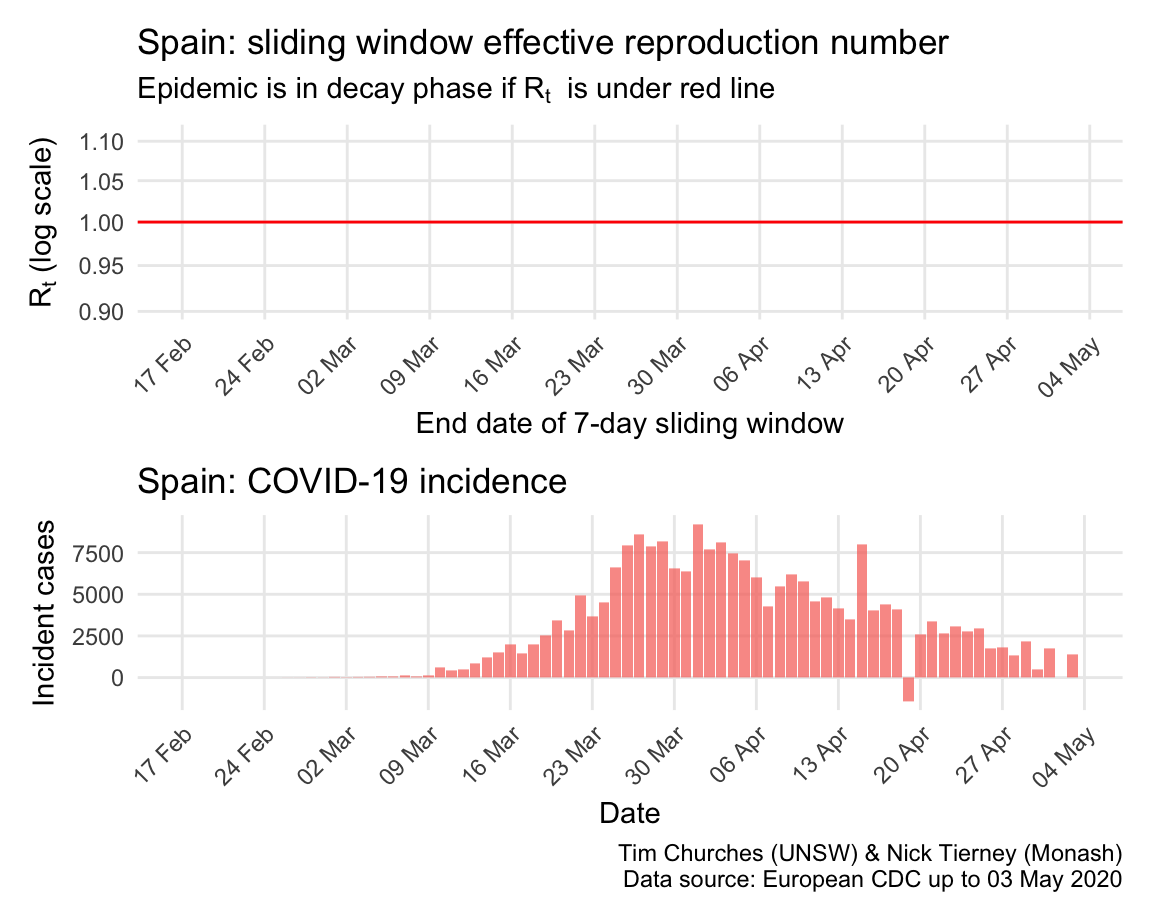 Spain: sliding window effective reproduction number
Epidemic is in decay phase if Rt is under red line
Rt (log scale)
1.10
1.05
1.00
0.95
0.90
17 Feb
24 Feb
02 Mar
09 Mar
16 Mar
23 Mar
30 Mar
06 Apr
13 Apr
20 Apr
27 Apr
04 May
End date of 7-day sliding window
Spain: COVID-19 incidence
Incident cases
7500
5000
2500
0
17 Feb
24 Feb
02 Mar
09 Mar
16 Mar
23 Mar
30 Mar
06 Apr
13 Apr
20 Apr
27 Apr
04 May
Date
Tim Churches (UNSW) & Nick Tierney (Monash)
Data source: European CDC up to 03 May 2020